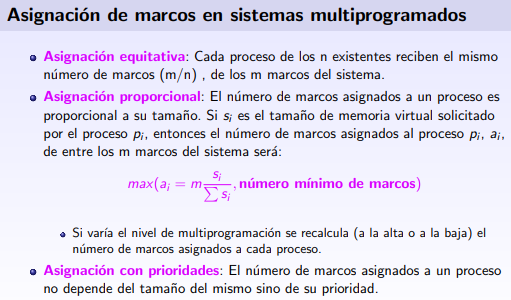 Asignación de marcos en sistemas multiprogramados
Asignación equitativa: Cada proceso de los n existentes reciben el mismo
número de marcos (m/n) , de los m marcos del sistema.
Asignación proporcional: El número de marcos asignados a un proceso es
proporcional a su tamaño. Si s_i es el tamaño de memoria virtual solicitado
por el proceso p_i, entonces el número de marcos asignados al proceso p_i, a_i,
de entre los m marcos del sistema será:
max(a_i = m s_i / ∑ s_i, número mínimo de marcos)
Si varía el nivel de multiprogramación se recalcula (a la alta o a la baja) el
número de marcos asignados a cada proceso.
Asignación con prioridades: El número de marcos asignados a un proceso
no depende del tamaño del mismo sino de su prioridad.